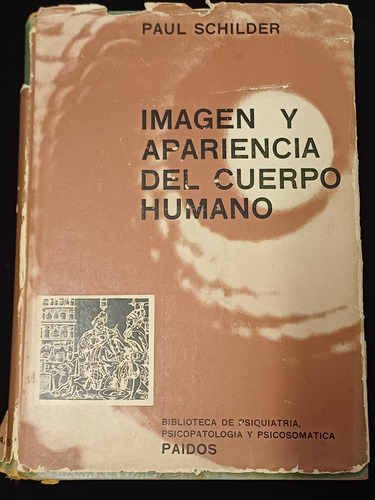 PAUL SCHILDER
IMAGEN Y
APARIENCIA
DEL CUERPO
HUMANO
BIBLIOTECA DE PSIQUIATRIA,
PSICOPATOLOGIA Y PSICOSOMATICA
PAIDOS